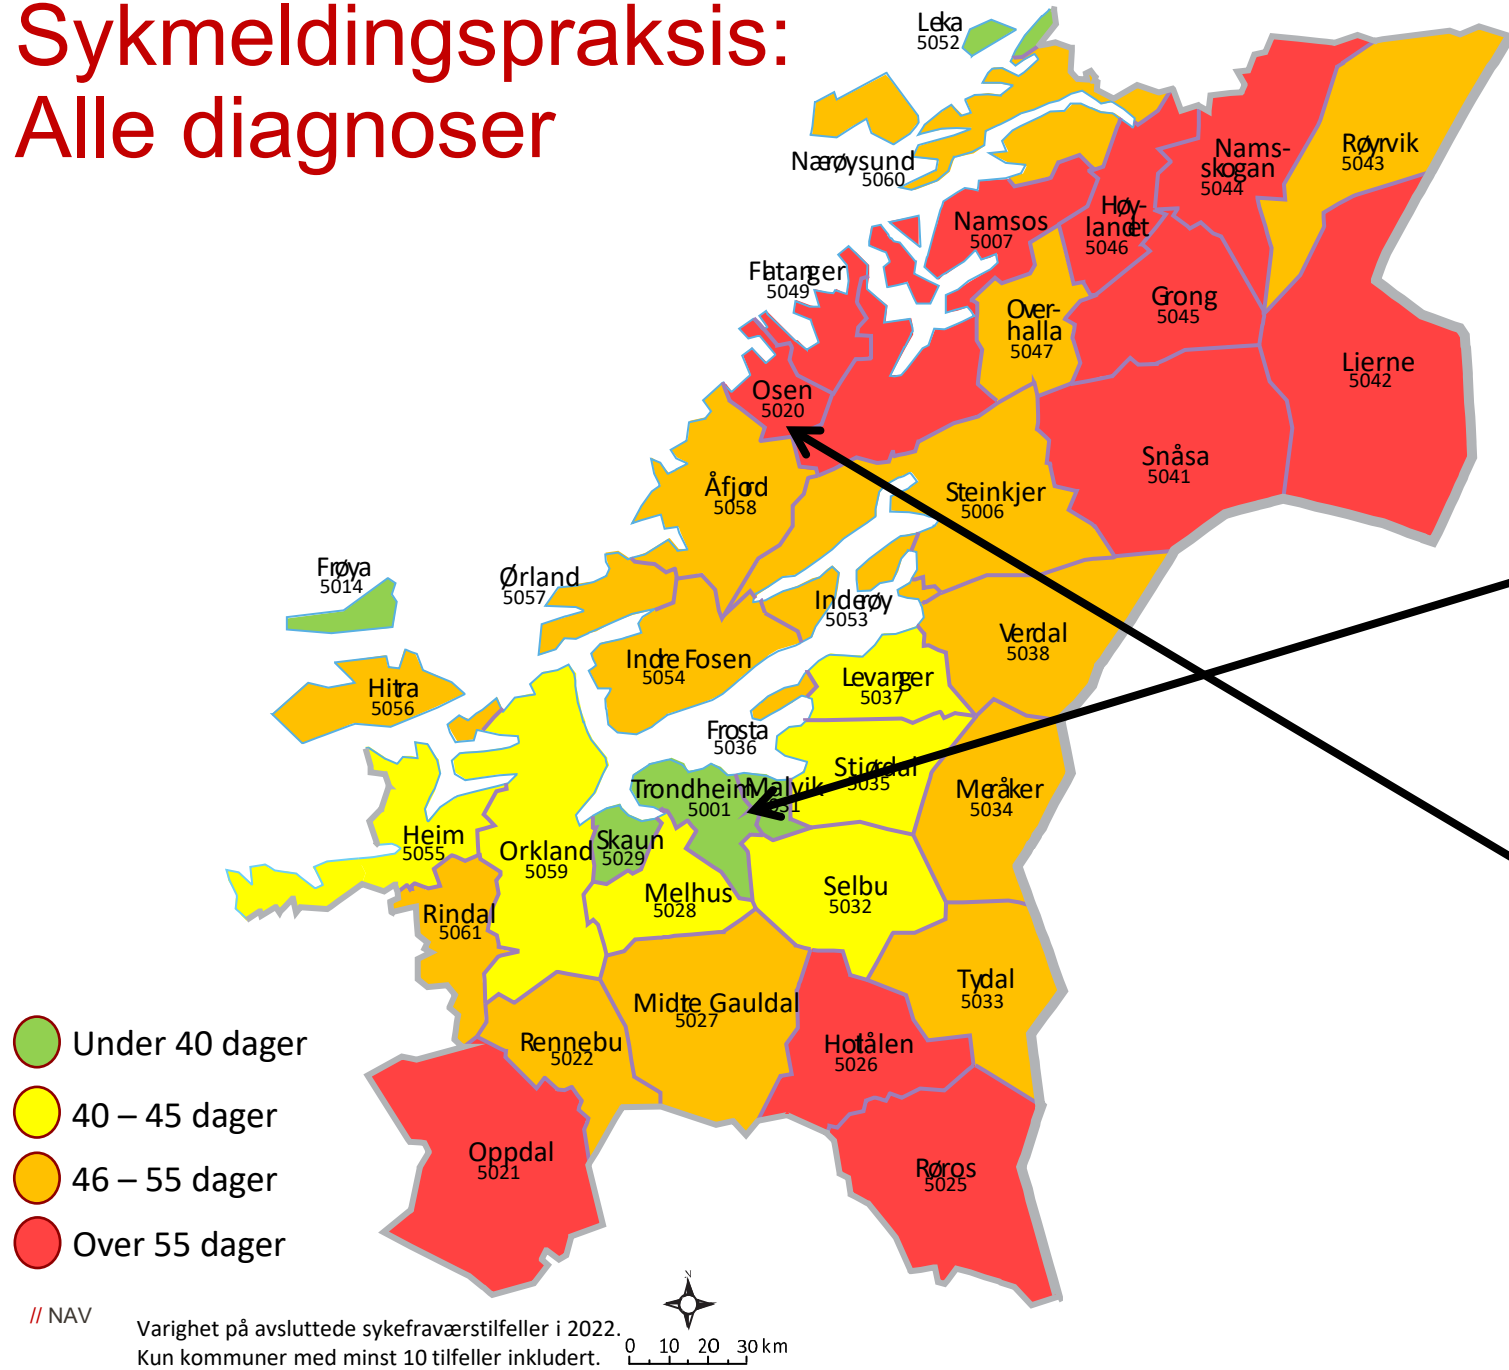 Sykmeldingspraksis:
Alle diagnoser
Leka
5052
Nærøysund
5060
Nams-
skogan
5044
Røyrvik
5043
Namsos
5007
Høy-
landet
5046
Flatanger
5049
Grong
5045
Over-
halla
5047
Lierne
5042
Osen
5020
Snåsa
5041
Åfjord
5058
Steinkjer
5006
Frøya
5014
Ørland
5057
Inderøy
5053
Verdal
5038
Indre Fosen
5054
Levanger
5037
Hitra
5056
Frosta
5036
Stjørdal
5035
Trondheim
5001
Malvik
5031
Meråker
5034
Heim
5055
Orkland
5059
Skaun
5029
Melhus
5028
Selbu
5032
Rindal
5061
Tydal
5033
Midtre Gauldal
5027
Rennebu
5022
Holtålen
5026
Oppdal
5021
Røros
5025
Under 40 dager
40 – 45 dager
46 – 55 dager
Over 55 dager
// NAV
Varighet på avsluttede sykefraværstilfeller i 2022.
Kun kommuner med minst 10 tilfeller inkludert.
N
0 10 20 30 km